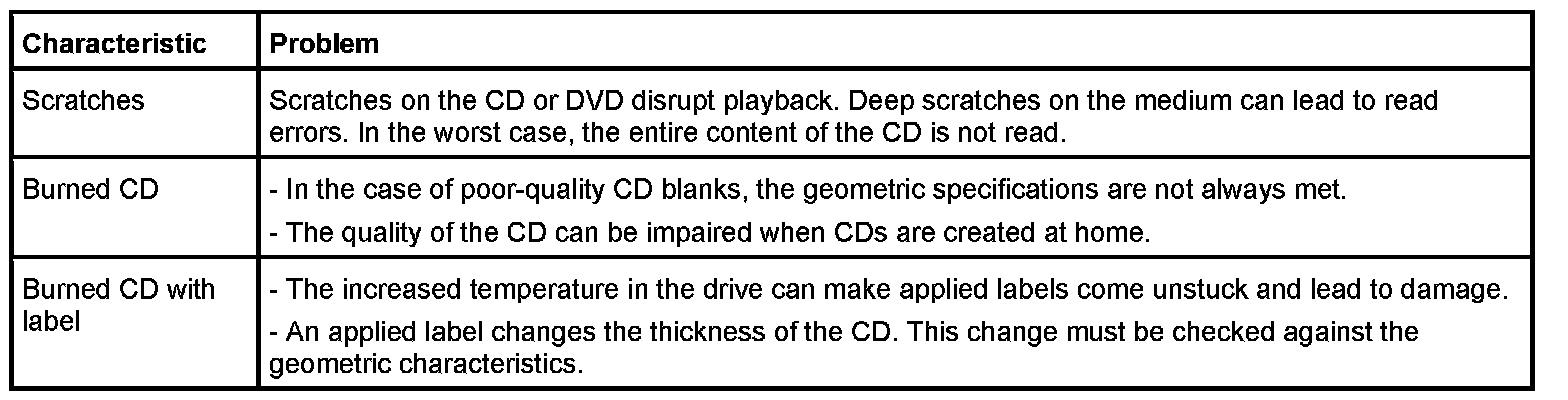 Characteristic
Problem
Scratches
Scratches on the CD or DVD disrupt playback. Deep scratches on the medium can lead to read
errors. In the worst case, the entire content of the CD is not read.
Burned CD
- In the case of poor-quality CD blanks, the geometric specifications are not always met.
- The quality of the CD can be impaired when CDs are created at home.
Burned CD with
label
- The increased temperature in the drive can make applied labels come unstuck and lead to damage.
- An applied label changes the thickness of the CD. This change must be checked against the
geometric characteristics.